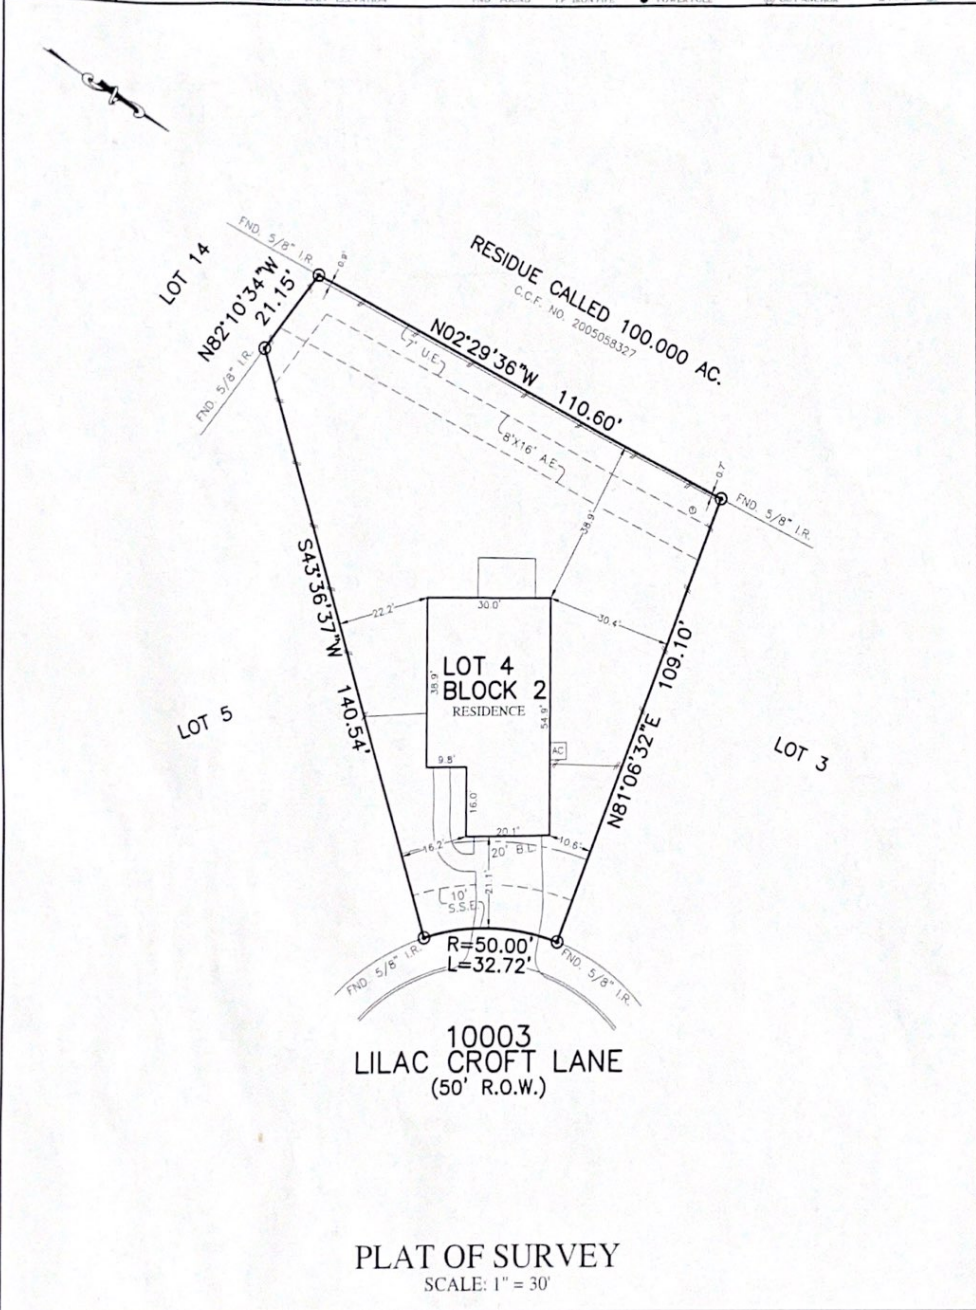 FND. 5/8" I.R.
0.9'
LOT 14
N82°10'34"W
21.15'
FND. 5/8" I.R.
RESIDUE CALLED 100.000 AC.
C.C.F. NO. 2005058327
7' U.E.
N02°29'36"W 110.60'
8'X16' A.E.
0.7'
FND. 5/8" I.R.
38.9'
S43°36'37"W 140.54'
22.2'
30.0'
30.4'
LOT 4
BLOCK 2
RESIDENCE
38.9'
54.9'
AC
N81°06'32"E 109.10'
LOT 5
LOT 3
9.8'
16.0'
20.1'
16.2'
20' B.L.
10.6'
21.1'
10'
S.S.E.
R=50.00'
L=32.72'
FND. 5/8" I.R.
FND. 5/8" I.R.
10003
LILAC CROFT LANE
(50' R.O.W.)
PLAT OF SURVEY
SCALE: 1" = 30'